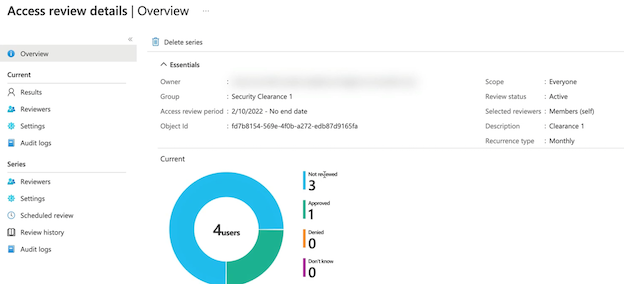 Access review details | Overview ...
«
Overview
Current
Results
Reviewers
Settings
Audit logs
Series
Reviewers
Settings
Scheduled review
Review history
Audit logs
Delete series
Essentials
Owner :
Group : Security Clearance 1
Access review period : 2/10/2022 - No end date
Object Id : fd7b8154-569e-4f0b-a272-edb87d9165fa
Scope : Everyone
Review status : Active
Selected reviewers : Members (self)
Description : Clearance 1
Recurrence type : Monthly
Current
4 users
Not reviewed
3
Approved
1
Denied
0
Don't know
0